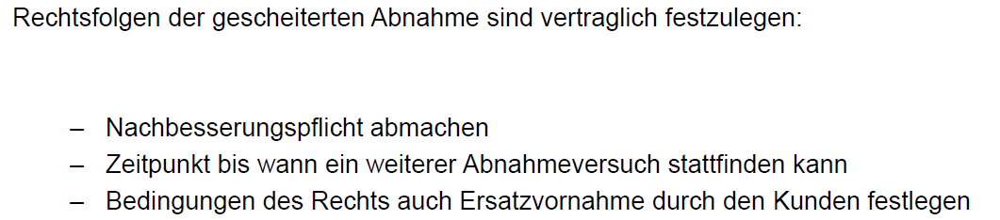 Rechtsfolgen der gescheiterten Abnahme sind vertraglich festzulegen:
– Nachbesserungspflicht abmachen
– Zeitpunkt bis wann ein weiterer Abnahmeversuch stattfinden kann
– Bedingungen des Rechts auch Ersatzvornahme durch den Kunden festlegen